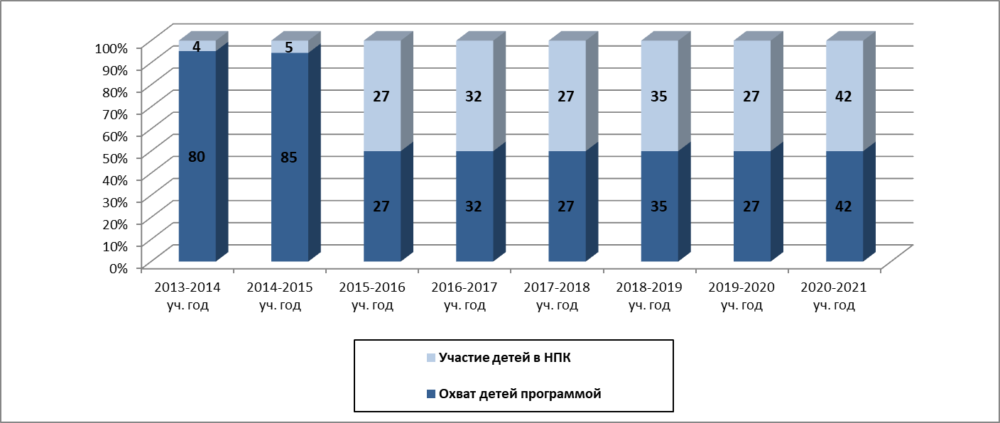 100%
90%
80%
70%
60%
50%
40%
30%
20%
10%
0%
4 5
27 32 27 35 27 42
80 85
27 32 27 35 27 42
2013-2014 2014-2015 2015-2016 2016-2017 2017-2018 2018-2019 2019-2020 2020-2021
уч. год уч. год уч. год уч. год уч. год уч. год уч. год уч. год
Участие детей в НПК
Охват детей программой